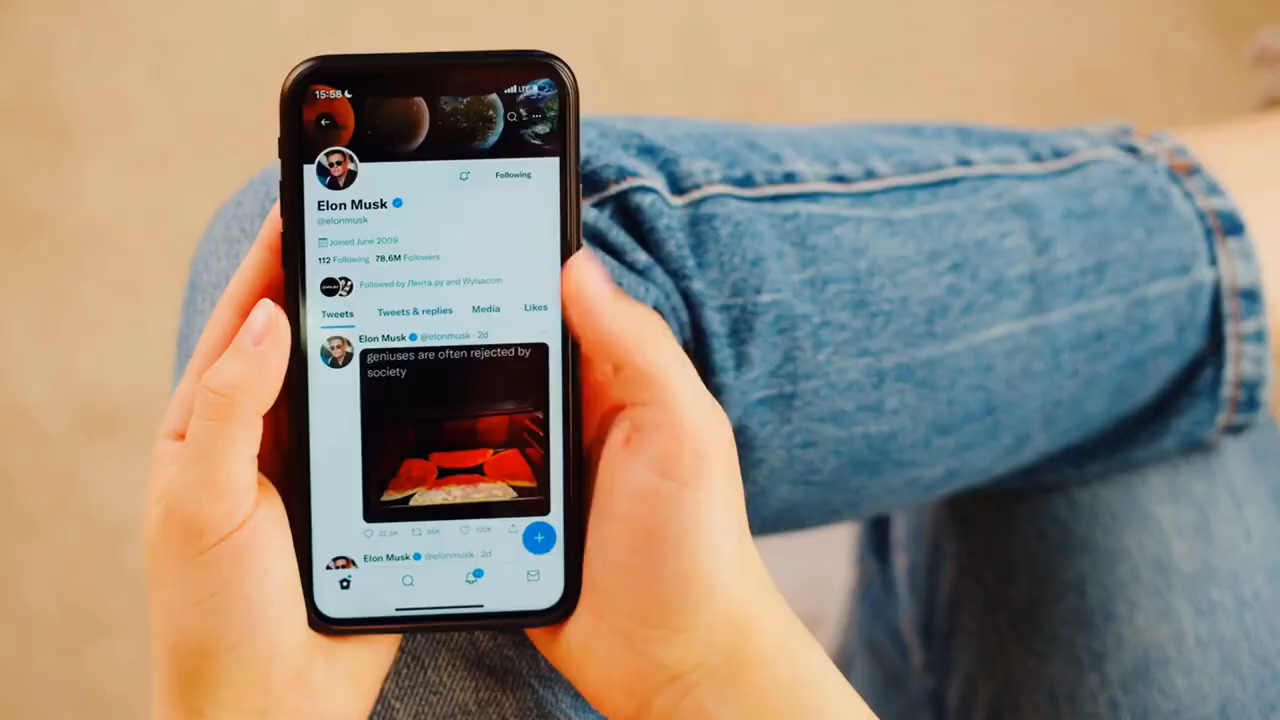 15:58
LTE
Following
Elon Musk
@elonmusk
Joined June 2009
112 Following 78,6M Followers
Followed by Лента.ру and Wylsacom
Tweets Tweets & replies Media Likes
Elon Musk @elonmusk · 2d
geniuses are often rejected by
society
Elon Musk @elonmusk · 2d